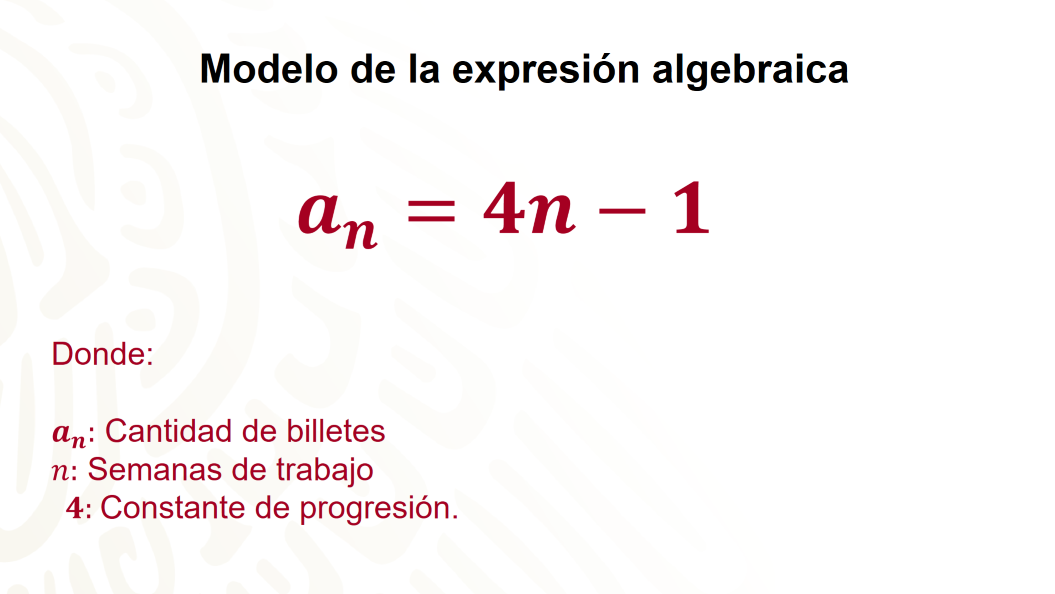 Modelo de la expresión algebraica
aₙ = 4n − 1
Donde:
aₙ: Cantidad de billetes
n: Semanas de trabajo
4: Constante de progresión.